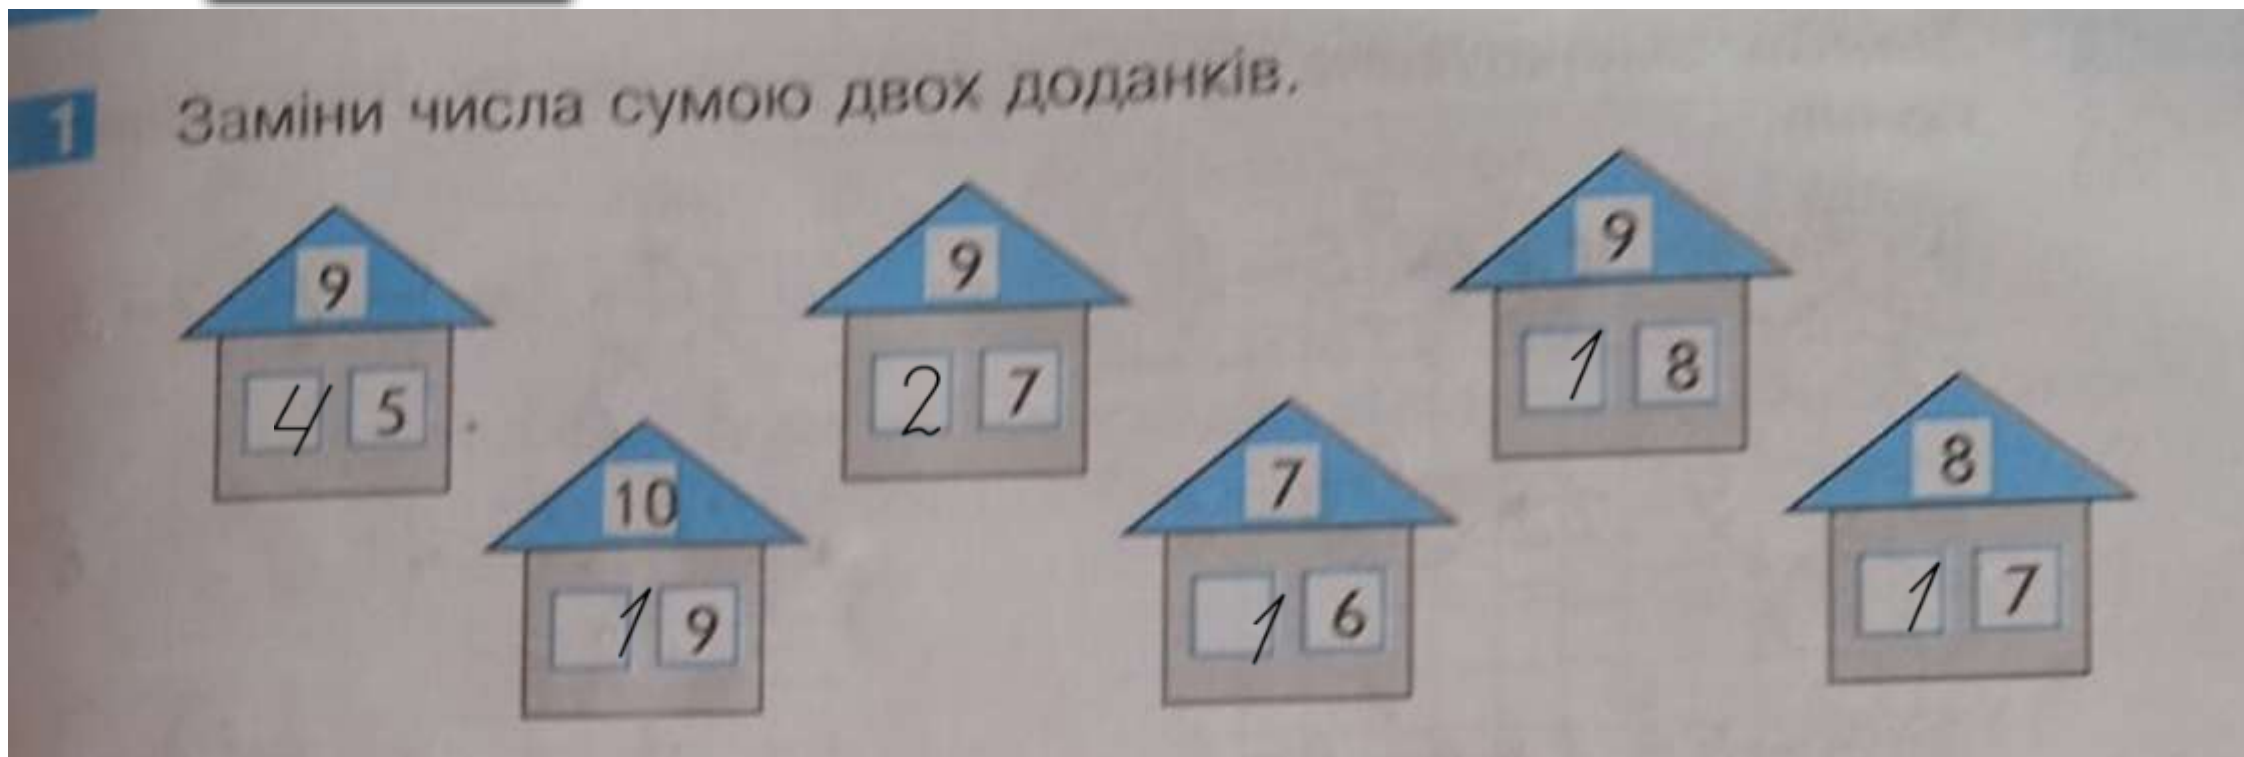 1 Заміни числа сумою двох доданків.
9 9 9
4 5 2 7 1 8
10 7 8
1 9 1 6 1 7